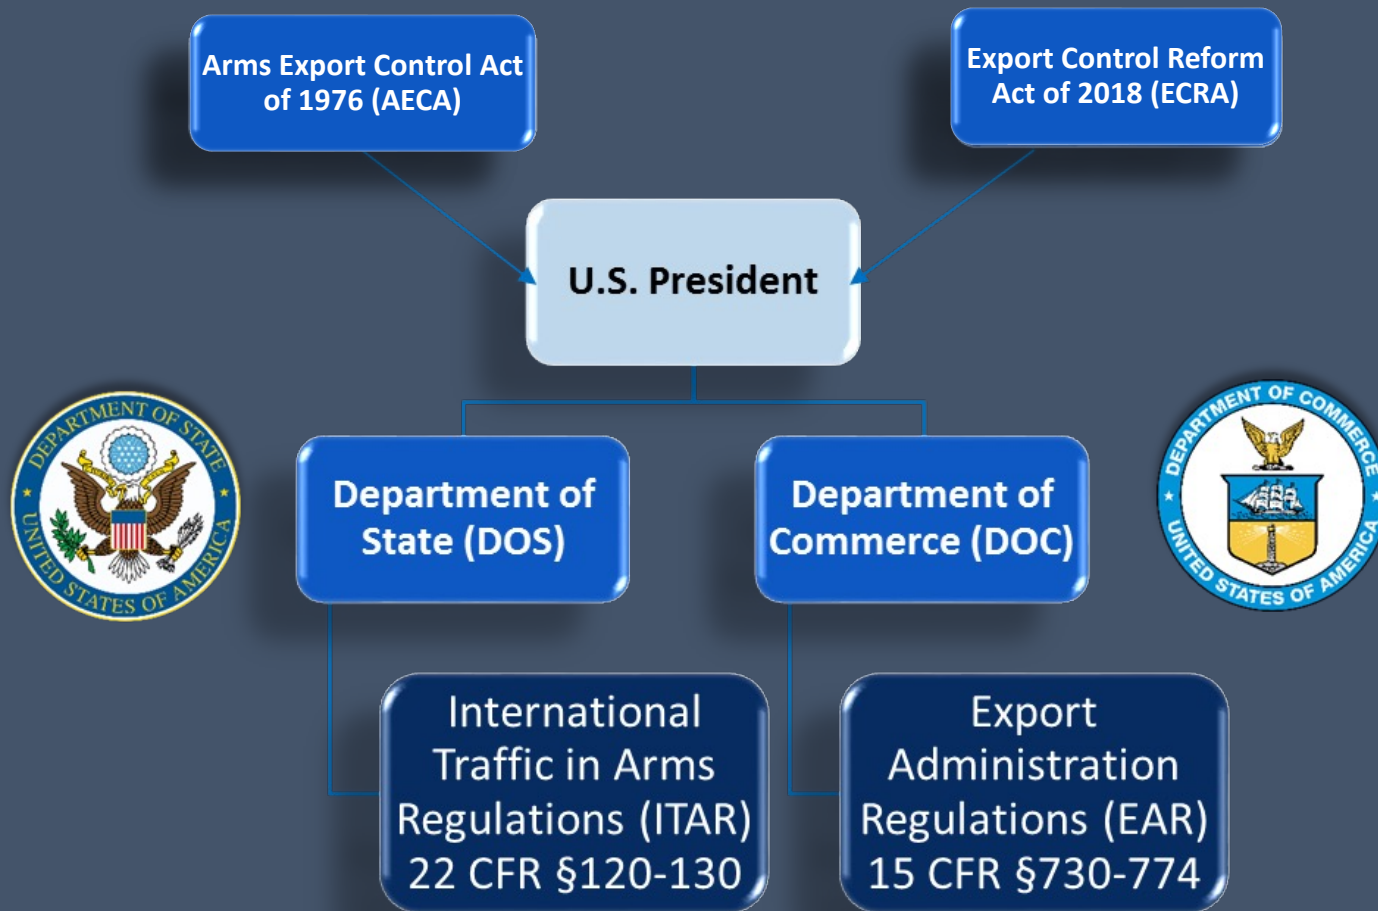 Arms Export Control Act
of 1976 (AECA)
Export Control Reform
Act of 2018 (ECRA)
U.S. President
DEPARTMENT OF STATE
UNITED STATES OF AMERICA
Department of
State (DOS)
Department of
Commerce (DOC)
DEPARTMENT OF COMMERCE
UNITED STATES OF AMERICA
International
Traffic in Arms
Regulations (ITAR)
22 CFR §120-130
Export
Administration
Regulations (EAR)
15 CFR §730-774